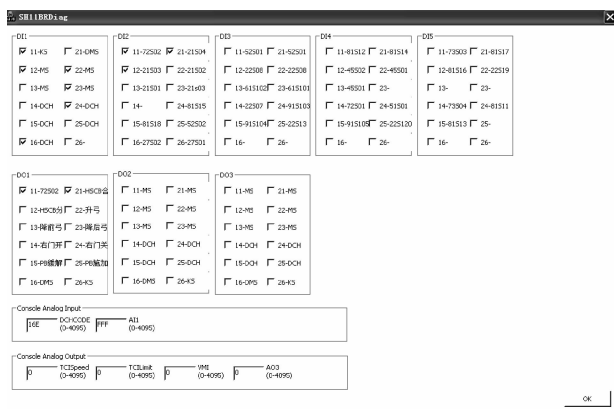 SH11BRDiag
DI1
11-KS 21-DMS
12-MS 22-MS
13-MS 23-MS
14-DCH 24-DCH
15-DCH 25-DCH
16-DCH 26-
DI2
11-72S02 21-21S04
12-21S03 22-21S02
13-21S01 23-21s03
14- 24-81S15
15-81S18 25-52S02
16-27S02 26-27S01
DI3
11-52S01 21-52S01
12-22S08 22-22S08
13-61S102 23-61S101
14-22S07 24-91S103
15-91S104 25-22S13
16- 26-
DI4
11-81S12 21-81S14
12-45S02 22-45S01
13-45S01 23-
14-72S01 24-51S01
15-91S105 25-22S120
16- 26-
DI5
11-73S03 21-81S17
12-81S16 22-22S19
13- 23-
14-73S04 24-81S11
15-81S13 25-
16- 26-
DO1
11-72S02 21-HSCB合
12-HSCB分 22-升弓
13-降前弓 23-降后弓
14-右门开 24-右门关
15-PB缓解 25-PB施加
16-DMS 26-KS
DO2
11-MS 21-MS
12-MS 22-MS
13-MS 23-MS
14-DCH 24-DCH
15-DCH 25-DCH
16-DMS 26-KS
DO3
11-MS 21-MS
12-MS 22-MS
13-MS 23-MS
14-DCH 24-DCH
15-DCH 25-DCH
16-DMS 26-KS
Console Analog Input
16E DCHCODE (0-4095) FFF AI1 (0-4095)
Console Analog Output
0 TCISpeed (0-4095) 0 TCILimit (0-4095) 0 VMI (0-4095) 0 AO3 (0-4095)
OK